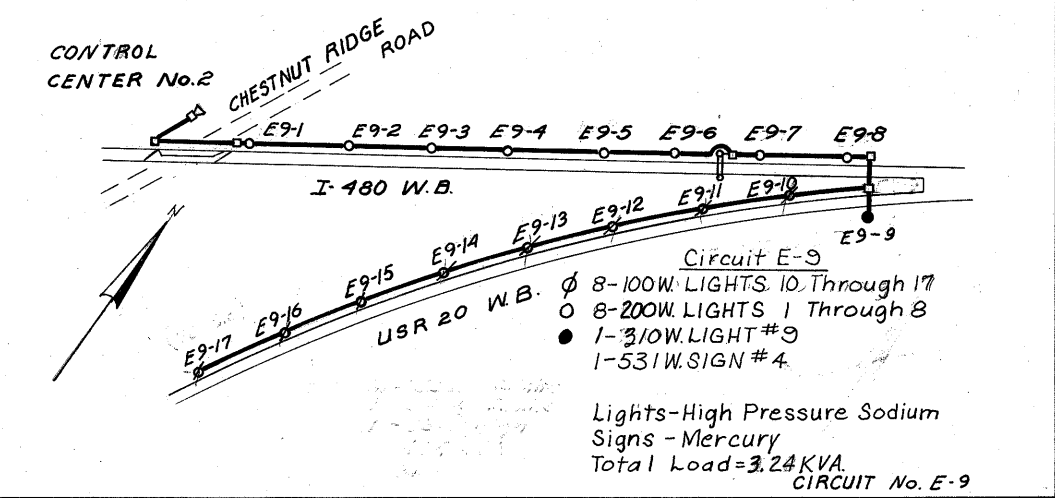 CONTROL
CENTER No.2
CHESTNUT RIDGE
ROAD
E9-1
E9-2
E9-3
E9-4
E9-5
E9-6
E9-7
E9-8
I-480 W.B.
N
E9-10
E9-11
E9-12
E9-13
E9-14
E9-15
E9-16
E9-17
E9-9
USR 20 W.B.
Circuit E-9
8-100W. LIGHTS 10 Through 17
8-200W. LIGHTS 1 Through 8
1-310W. LIGHT #9
1-531W. SIGN #4
Lights-High Pressure Sodium
Signs - Mercury
Total Load=3.24KVA.
CIRCUIT No. E-9